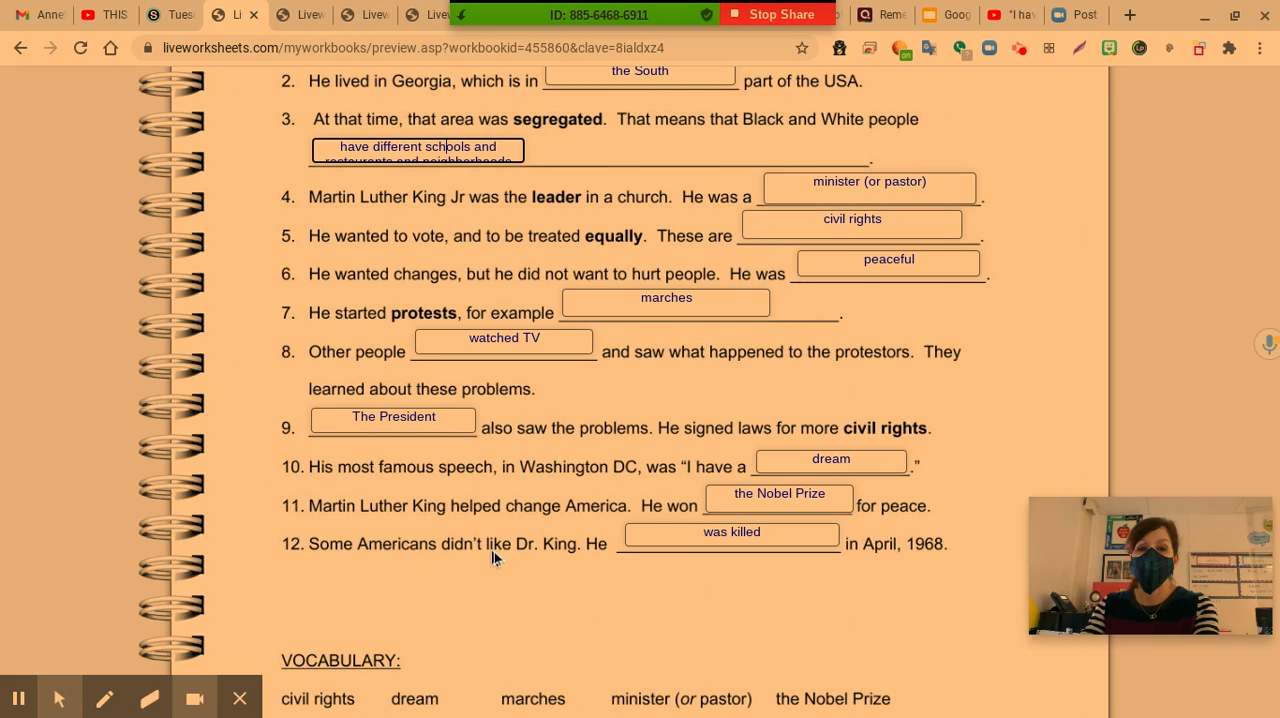 Anne
THIS
Tues
Li
Livew
Livew
Live
ID: 885-6468-6911
Stop Share
Reme
Goog
"I hav
Post
liveworksheets.com/myworkbooks/preview.asp?workbookid=455860&clave=8ialdxz4
on
2. He lived in Georgia, which is in the South part of the USA.
3. At that time, that area was segregated. That means that Black and White people
have different schools and
restaurants and neighborhoods.
4. Martin Luther King Jr was the leader in a church. He was a minister (or pastor).
5. He wanted to vote, and to be treated equally. These are civil rights.
6. He wanted changes, but he did not want to hurt people. He was peaceful.
7. He started protests, for example marches.
8. Other people watched TV and saw what happened to the protestors. They
learned about these problems.
9. The President also saw the problems. He signed laws for more civil rights.
10. His most famous speech, in Washington DC, was “I have a dream.”
11. Martin Luther King helped change America. He won the Nobel Prize for peace.
12. Some Americans didn’t like Dr. King. He was killed in April, 1968.
VOCABULARY:
civil rights dream marches minister (or pastor) the Nobel Prize